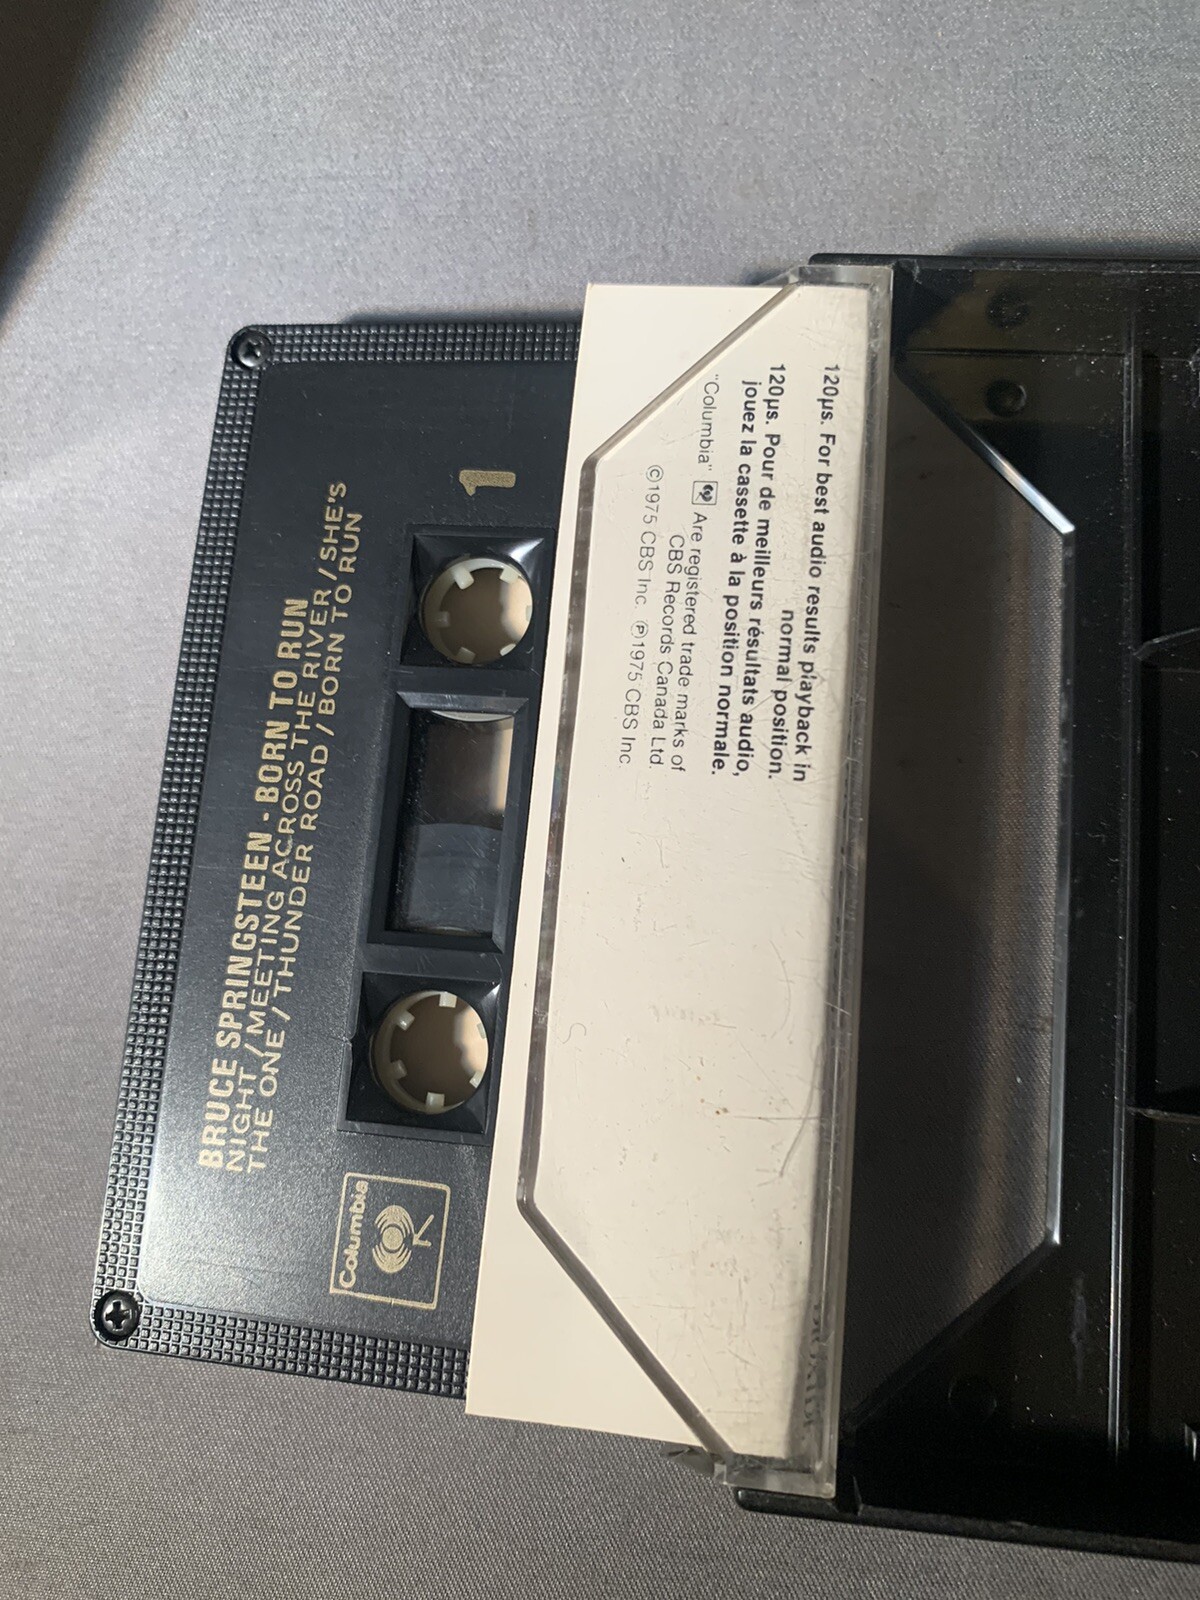 1
BRUCE SPRINGSTEEN • BORN TO RUN
NIGHT / MEETING ACROSS THE RIVER / SHE'S
THE ONE / THUNDER ROAD / BORN TO RUN
Columbia
120µs. For best audio results playback in
normal position.
120µs. Pour de meilleurs résultats audio,
jouez la cassette à la position normale.
"Columbia" Are registered trade marks of
CBS Records Canada Ltd.
©1975 CBS Inc. ℗1975 CBS Inc.